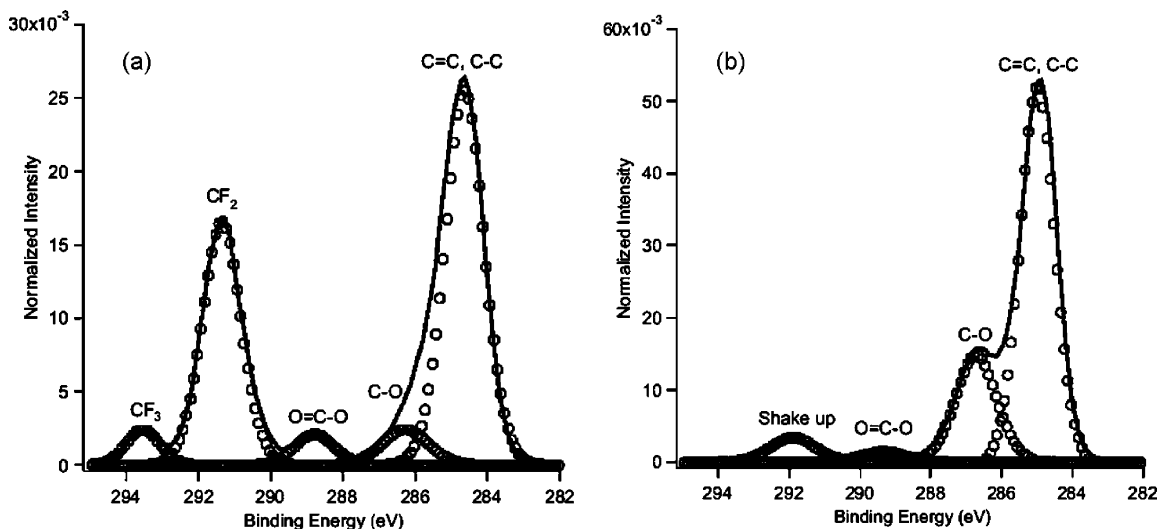 30x10⁻³
(a)
C=C, C-C
25
20
CF₂
15
10
5
CF₃
O=C-O
C-O
0
294
292
290
288
286
284
282
Binding Energy (eV)
Normalized Intensity
60x10⁻³
(b)
C=C, C-C
50
40
30
20
C-O
10
Shake up
O=C-O
0
294
292
290
288
286
284
282
Binding Energy (eV)
Normalized Intensity